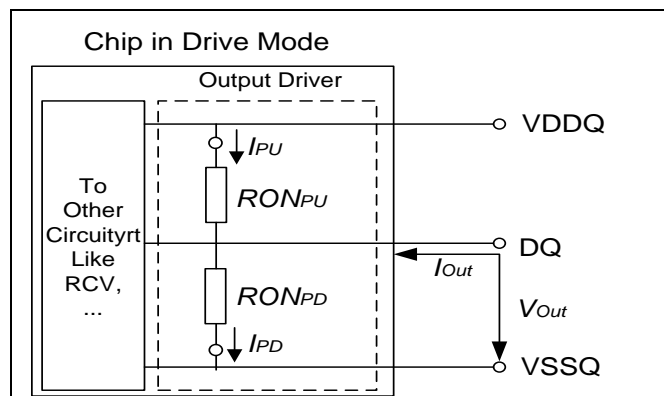 Chip in Drive Mode
Output Driver
VDDQ
IPU
To
Other
Circuityrt
Like
RCV,
...
RONPU
DQ
IOut
RONPD
VOut
IPD
VSSQ